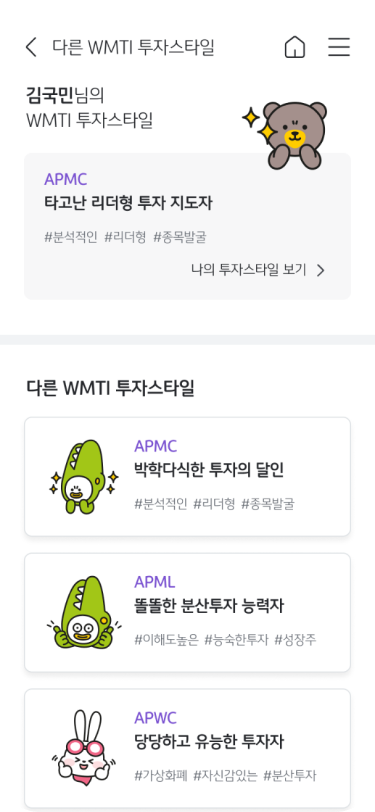 다른 WMTI 투자스타일
김국민님의
WMTI 투자스타일
APMC
타고난 리더형 투자 지도자
#분석적인 #리더형 #종목발굴
나의 투자스타일 보기
다른 WMTI 투자스타일
APMC
박학다식한 투자의 달인
#분석적인 #리더형 #종목발굴
APML
똘똘한 분산투자 능력자
#이해도높은 #능숙한투자 #성장주
APWC
당당하고 유능한 투자자
#가상화폐 #자신감있는 #분산투자